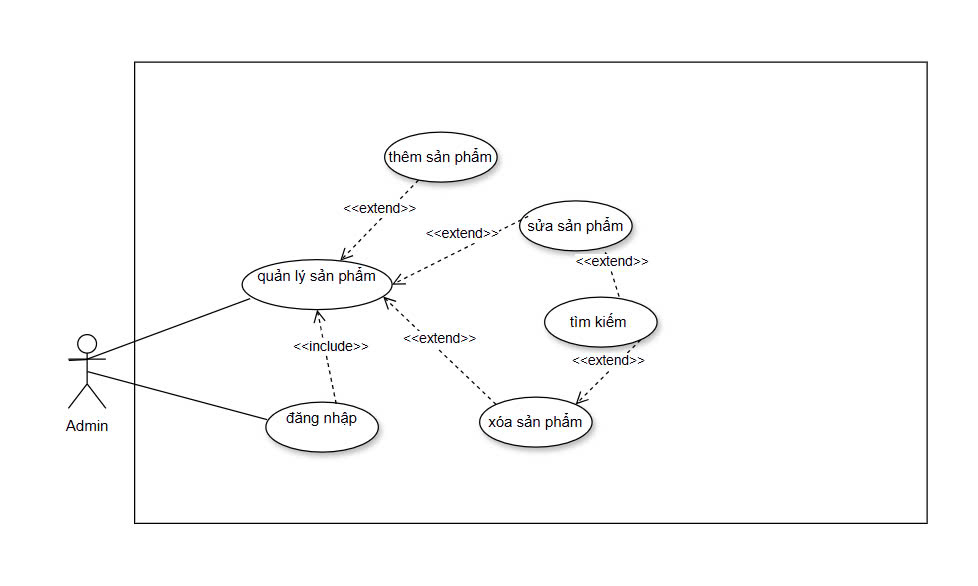 thêm sản phẩm
<<extend>>
sửa sản phẩm
<<extend>>
<<extend>>
quản lý sản phẩm
tìm kiếm
<<extend>>
<<include>>
<<extend>>
đăng nhập
xóa sản phẩm
Admin